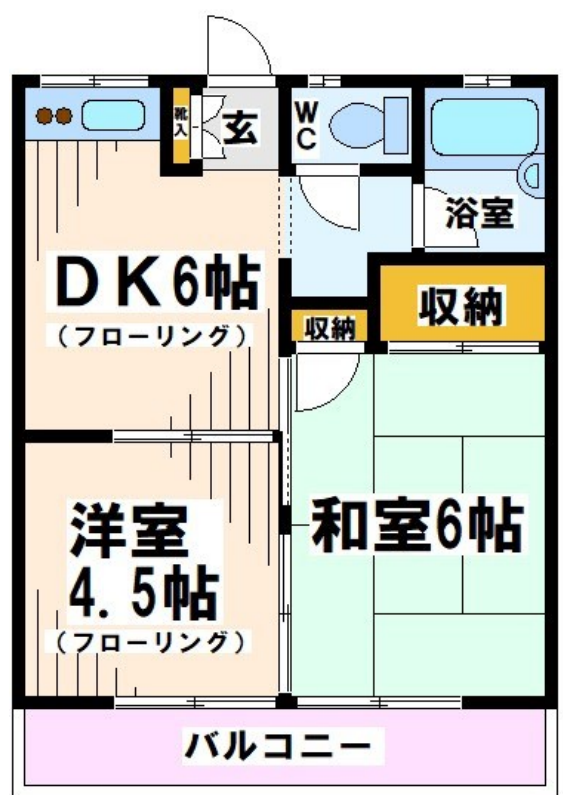 靴入
玄
WC
浴室
DK6帖
(フローリング)
収納
収納
洋室
4.5帖
(フローリング)
和室6帖
バルコニー